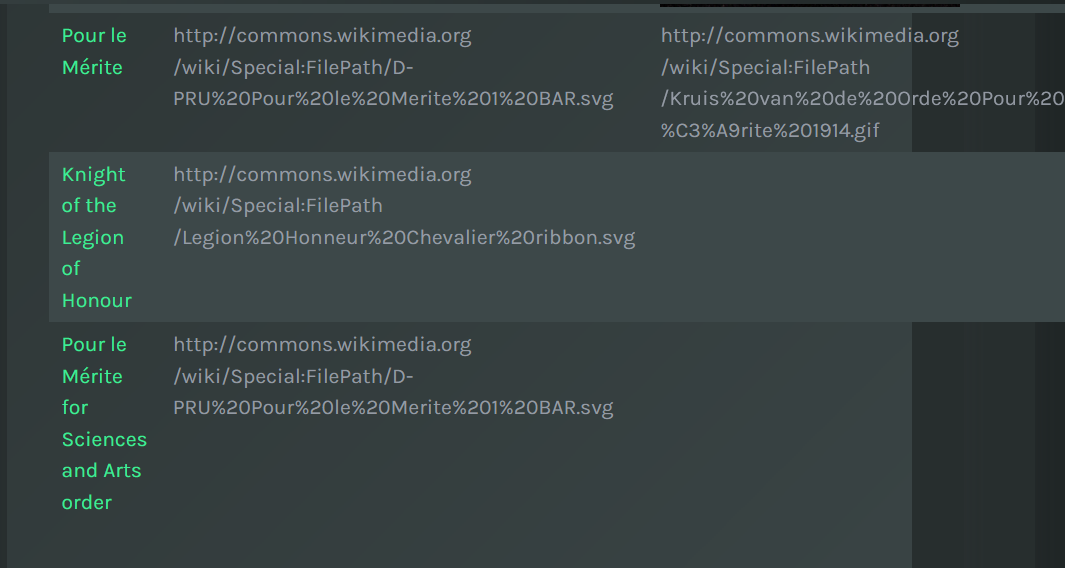 Pour le
Mérite
http://commons.wikimedia.org
/wiki/Special:FilePath/D-
PRU%20Pour%20le%20Merite%201%20BAR.svg
http://commons.wikimedia.org
/wiki/Special:FilePath
/Kruis%20van%20de%20Orde%20Pour%20
%C3%A9rite%201914.gif
Knight
of the
Legion
of
Honour
http://commons.wikimedia.org
/wiki/Special:FilePath
/Legion%20Honneur%20Chevalier%20ribbon.svg
Pour le
Mérite
for
Sciences
and Arts
order
http://commons.wikimedia.org
/wiki/Special:FilePath/D-
PRU%20Pour%20le%20Merite%201%20BAR.svg